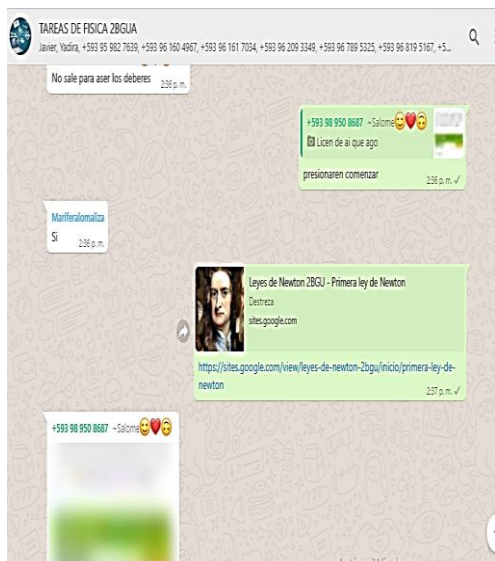 TAREAS DE FISICA 2BGUA
Javier, Yadira, +593 95 982 7639, +593 96 160 4967, +593 96 161 7034, +593 96 209 3349, +593 96 789 5325, +593 96 819 5167, +5...
No sale para aser los deberes
2:36 p. m.
+593 98 950 8687 ~Salome😊❤️🙃
📷 Licen de ai que ago
presionaren comenzar
2:36 p. m. ✓
Mariferalomaliza
Si
2:36 p. m.
Leyes de Newton 2BGU - Primera ley de Newton
Destreza
sites.google.com
https://sites.google.com/view/leyes-de-newton-2bgu/inicio/primera-ley-de-
newton
2:37 p. m. ✓
+593 98 950 8687 ~Salome😊❤️🙃